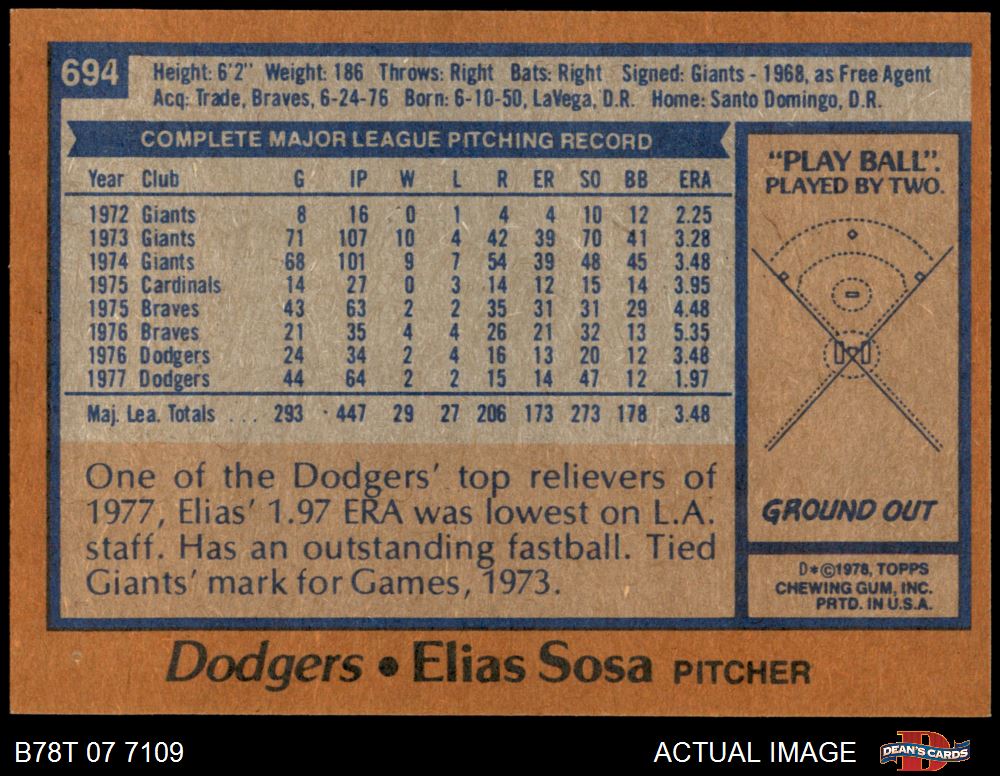 694
Height: 6'2" Weight: 186 Throws: Right Bats: Right Signed: Giants - 1968, as Free Agent
Acq: Trade, Braves, 6-24-76 Born: 6-10-50, LaVega, D.R. Home: Santo Domingo, D.R.
COMPLETE MAJOR LEAGUE PITCHING RECORD
Year Club G IP W L R ER SO BB ERA
1972 Giants 8 16 0 1 4 4 10 12 2.25
1973 Giants 71 107 10 4 42 39 70 41 3.28
1974 Giants 68 101 9 7 54 39 48 45 3.48
1975 Cardinals 14 27 0 3 14 12 15 14 3.95
1975 Braves 43 63 2 2 35 31 31 29 4.48
1976 Braves 21 35 4 4 26 21 32 13 5.35
1976 Dodgers 24 34 2 4 16 13 20 12 3.48
1977 Dodgers 44 64 2 2 15 14 47 12 1.97
Maj. Lea. Totals ... 293 447 29 27 206 173 273 178 3.48
One of the Dodgers' top relievers of
1977, Elias' 1.97 ERA was lowest on L.A.
staff. Has an outstanding fastball. Tied
Giants' mark for Games, 1973.
"PLAY BALL".
PLAYED BY TWO.
GROUND OUT
D*©1978, TOPPS
CHEWING GUM, INC.
PRTD. IN U.S.A.
Dodgers • Elias Sosa PITCHER
B78T 07 7109
ACTUAL IMAGE
DEAN'S CARDS